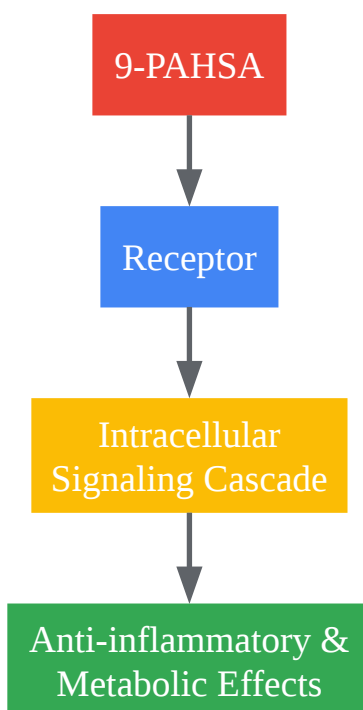 9-PAHSA
Receptor
Intracellular
Signaling Cascade
Anti-inflammatory &
Metabolic Effects